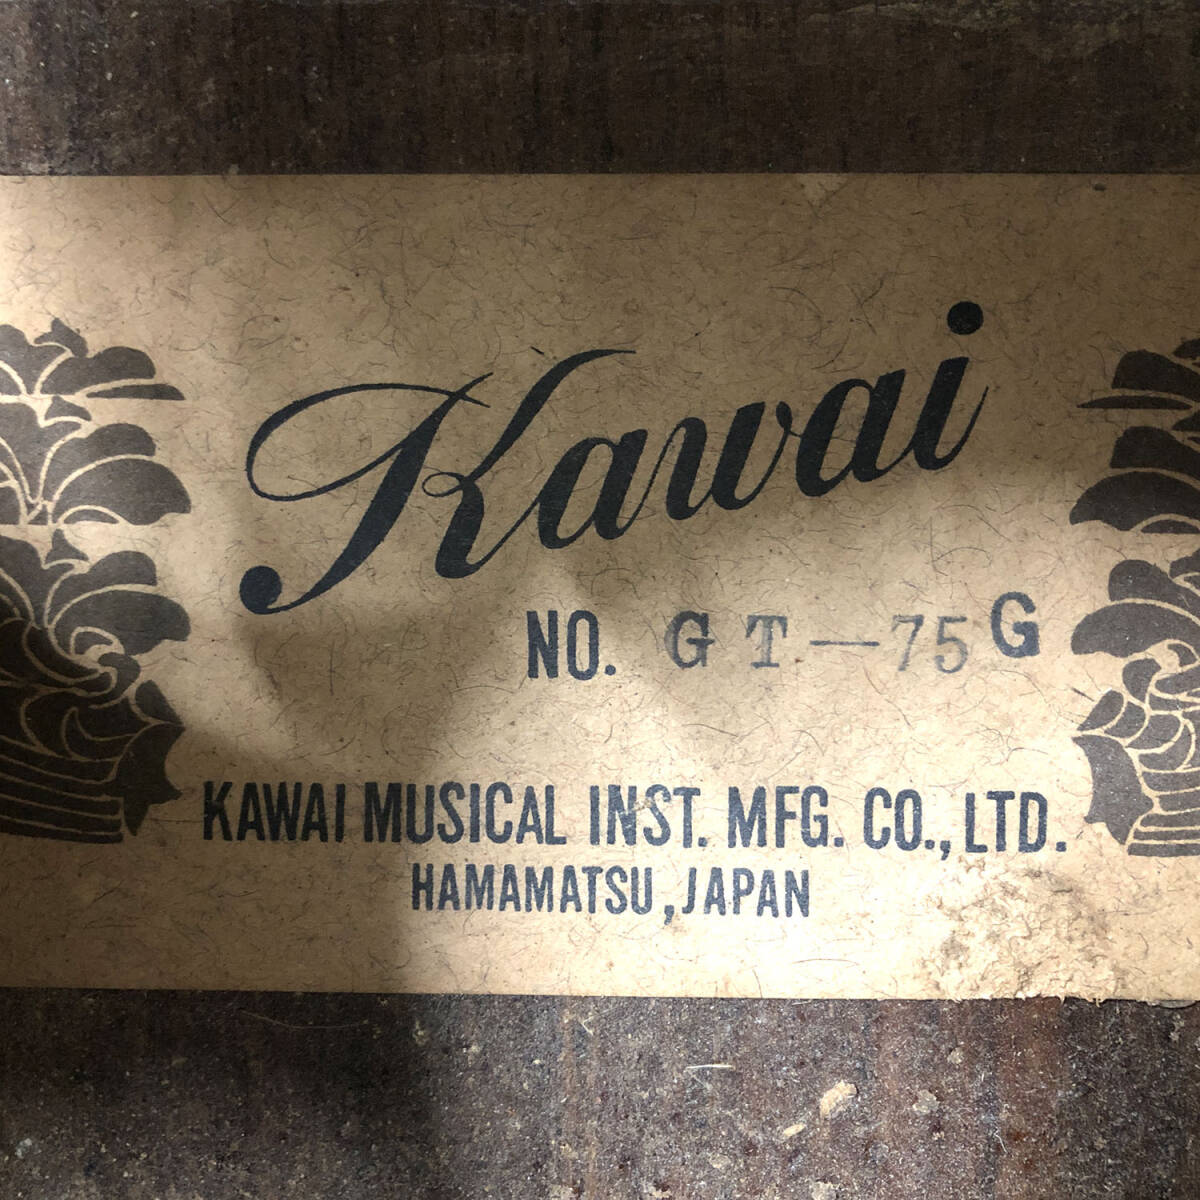 Kawai
NO. GT-75G
KAWAI MUSICAL INST. MFG. CO., LTD.
HAMAMATSU, JAPAN